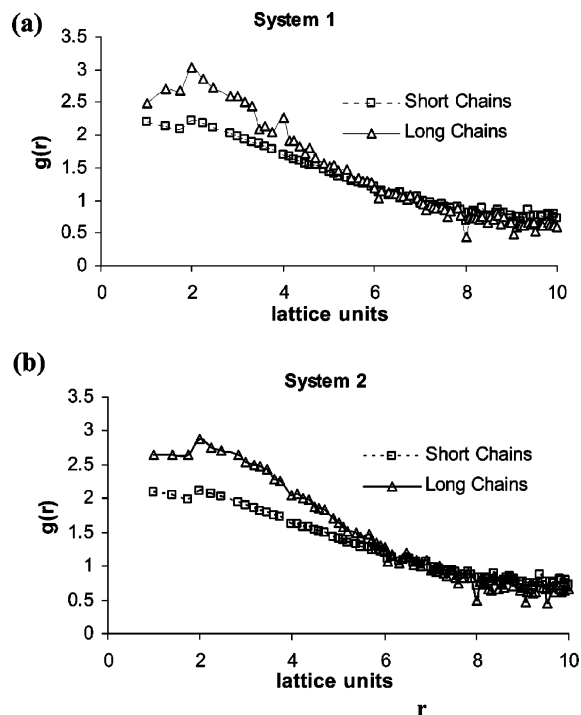 (a)
System 1
3.5
3
2.5
2
1.5
1
0.5
0
g(r)
Short Chains
Long Chains
0 2 4 6 8 10
lattice units
(b)
System 2
3.5
3
2.5
2
1.5
1
0.5
0
g(r)
Short Chains
Long Chains
0 2 4 6 8 10
lattice units
r